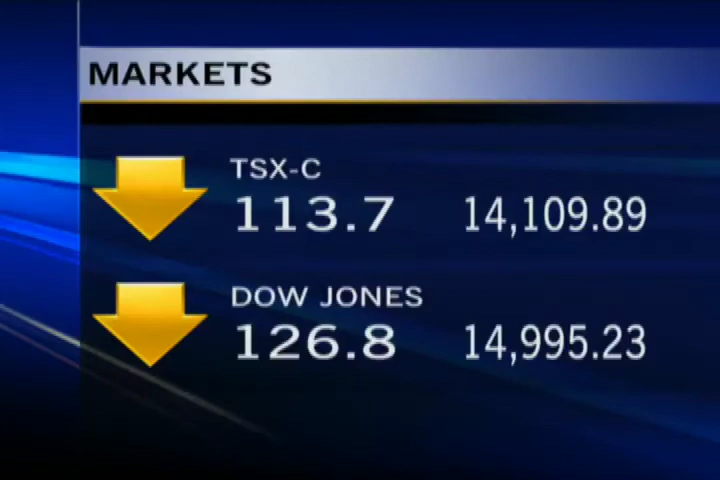 MARKETS
TSX-C
113.7 14,109.89
DOW JONES
126.8 14,995.23